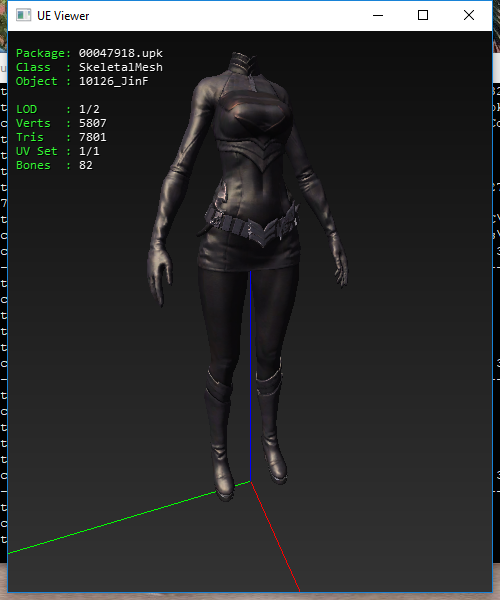 UE Viewer
Package: 00047918.upk
Class : SkeletalMesh
Object : 10126_JinF
LOD : 1/2
Verts : 5807
Tris : 7801
UV Set : 1/1
Bones : 82